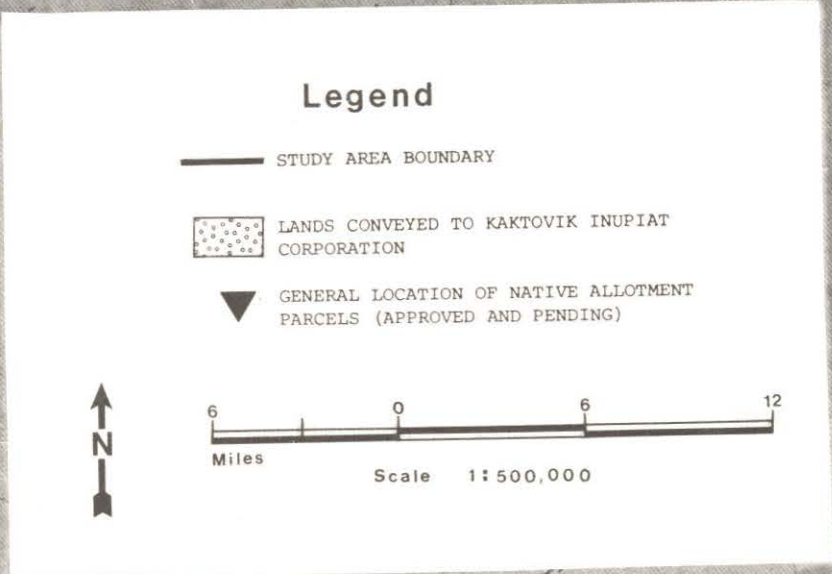 Legend
STUDY AREA BOUNDARY
LANDS CONVEYED TO KAKTOVIK INUPIAT
CORPORATION
GENERAL LOCATION OF NATIVE ALLOTMENT
PARCELS (APPROVED AND PENDING)
N
6 0 6 12
Miles
Scale 1:500,000